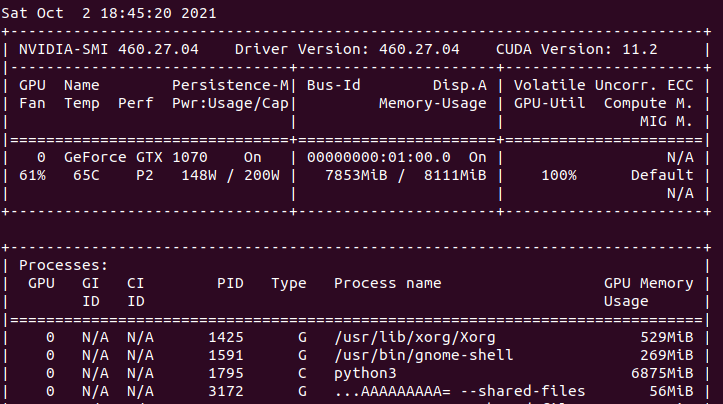 Sat Oct  2 18:45:20 2021
+-----------------------------------------------------------------------------+
| NVIDIA-SMI 460.27.04    Driver Version: 460.27.04    CUDA Version: 11.2     |
|-------------------------------+----------------------+----------------------+
| GPU  Name        Persistence-M| Bus-Id        Disp.A | Volatile Uncorr. ECC |
| Fan  Temp  Perf  Pwr:Usage/Cap|         Memory-Usage | GPU-Util  Compute M. |
|                               |                      |               MIG M. |
|===============================+======================+======================|
|   0  GeForce GTX 1070    On   | 00000000:01:00.0  On |                  N/A |
| 61%   65C    P2   148W / 200W |   7853MiB /  8111MiB |    100%      Default |
|                               |                      |                  N/A |
+-------------------------------+----------------------+----------------------+
+-----------------------------------------------------------------------------+
| Processes:                                                                  |
|  GPU   GI   CI        PID   Type   Process name                  GPU Memory |
|        ID   ID                                                   Usage      |
|=============================================================================|
|    0   N/A  N/A      1425      G   /usr/lib/xorg/Xorg                529MiB |
|    0   N/A  N/A      1591      G   /usr/bin/gnome-shell              269MiB |
|    0   N/A  N/A      1795      C   python3                          6875MiB |
|    0   N/A  N/A      3172      G   ...AAAAAAAAA= --shared-files       56MiB |